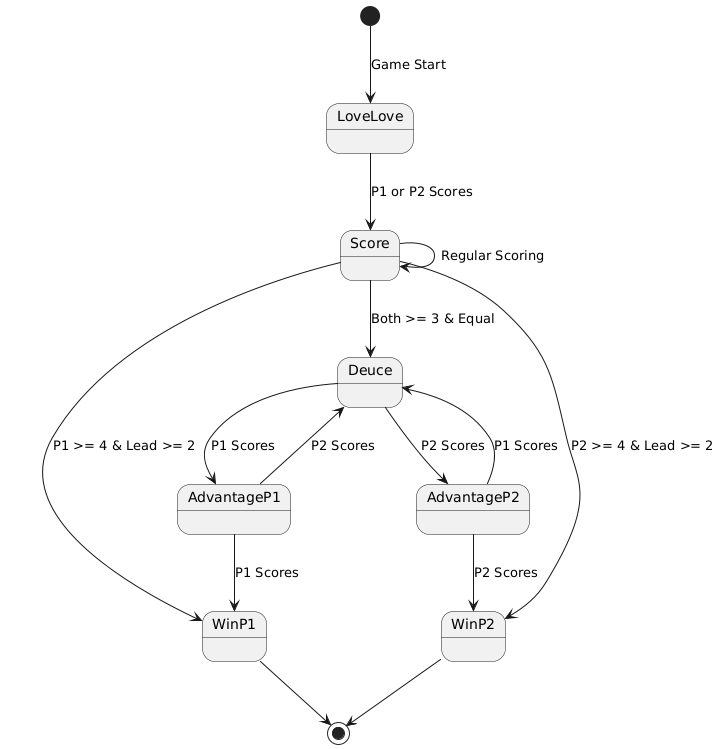 Game Start
LoveLove
P1 or P2 Scores
Score
Regular Scoring
Both >= 3 & Equal
Deuce
P1 >= 4 & Lead >= 2
P1 Scores
P2 Scores
P2 Scores
P1 Scores
P2 >= 4 & Lead >= 2
AdvantageP1
AdvantageP2
P1 Scores
P2 Scores
WinP1
WinP2